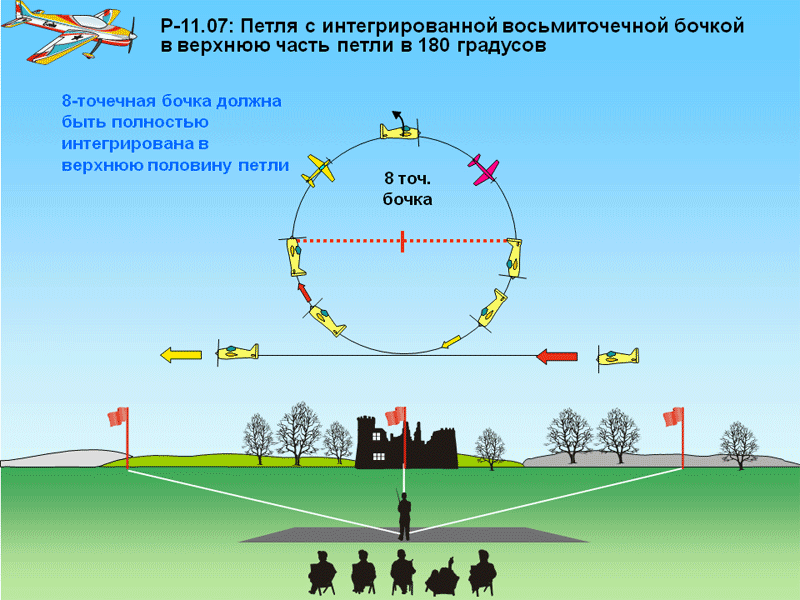 Р-11.07: Петля с интегрированной восьмиточечной бочкой
в верхнюю часть петли в 180 градусов
8-точечная бочка должна
быть полностью
интегрирована в
верхнюю половину петли
8 точ.
бочка